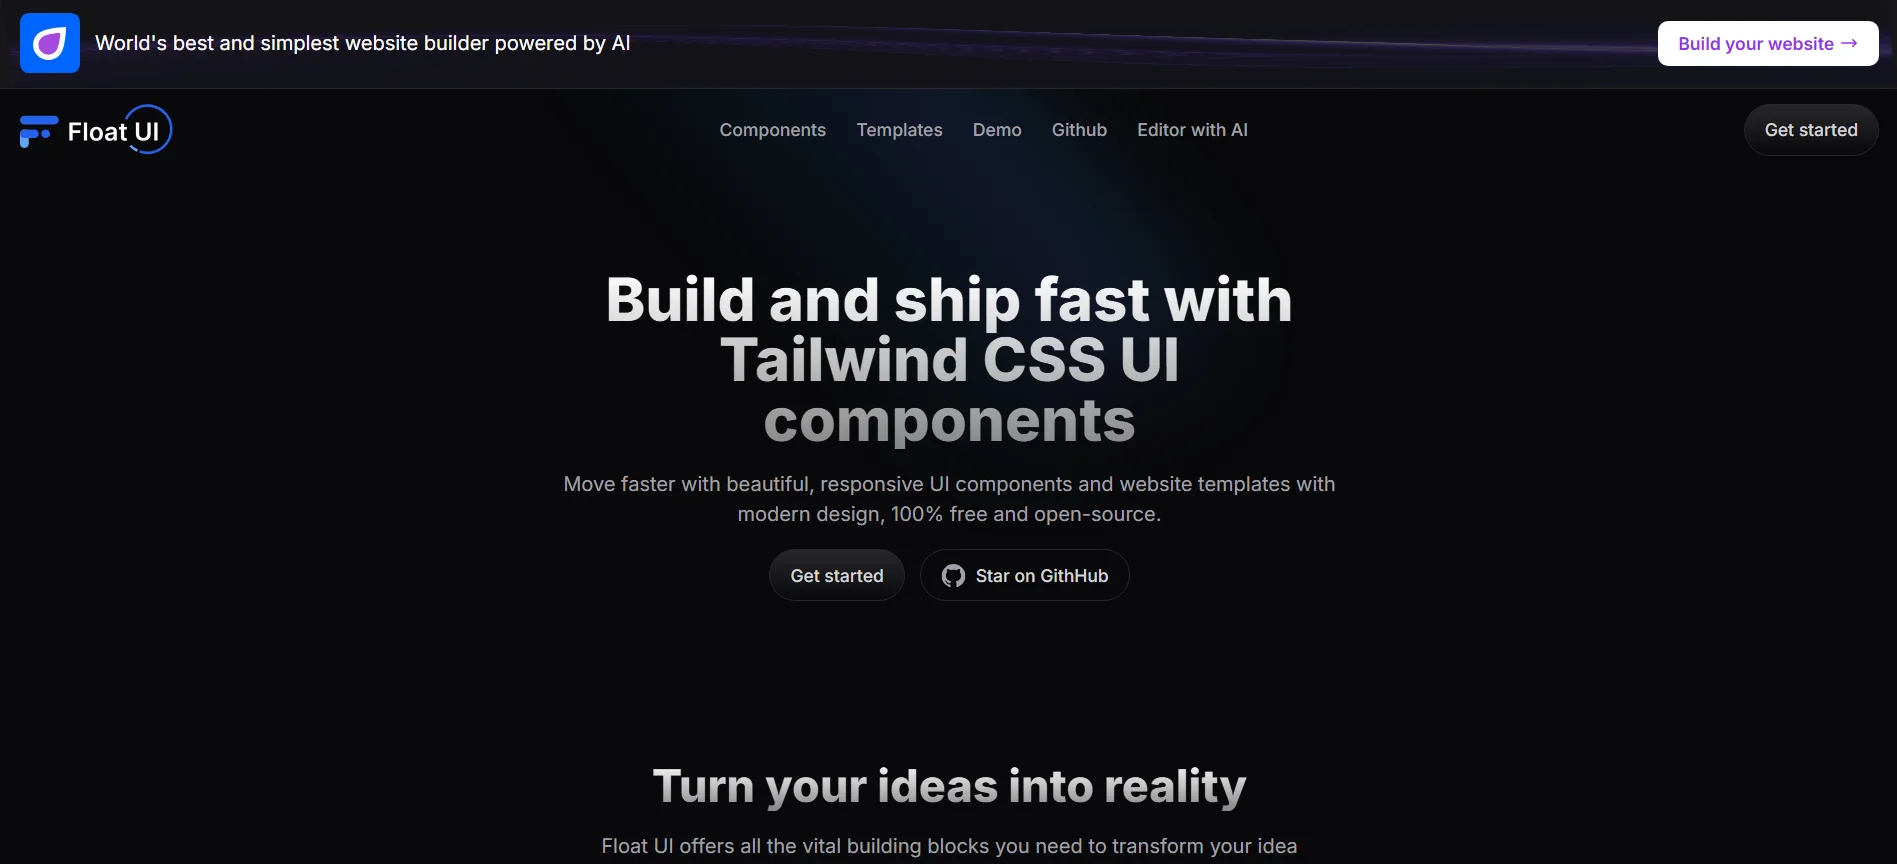 World's best and simplest website builder powered by AI
Build your website →
Float UI
Components
Templates
Demo
Github
Editor with AI
Get started
Build and ship fast with
Tailwind CSS UI
components
Move faster with beautiful, responsive UI components and website templates with
modern design, 100% free and open-source.
Get started
Star on GithHub
Turn your ideas into reality
Float UI offers all the vital building blocks you need to transform your idea